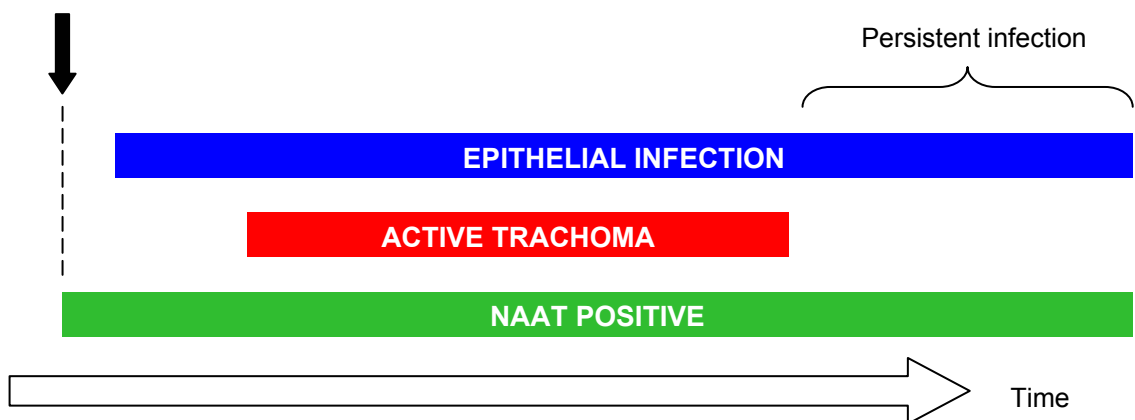 Persistent infection
EPITHELIAL INFECTION
ACTIVE TRACHOMA
NAAT POSITIVE
Time